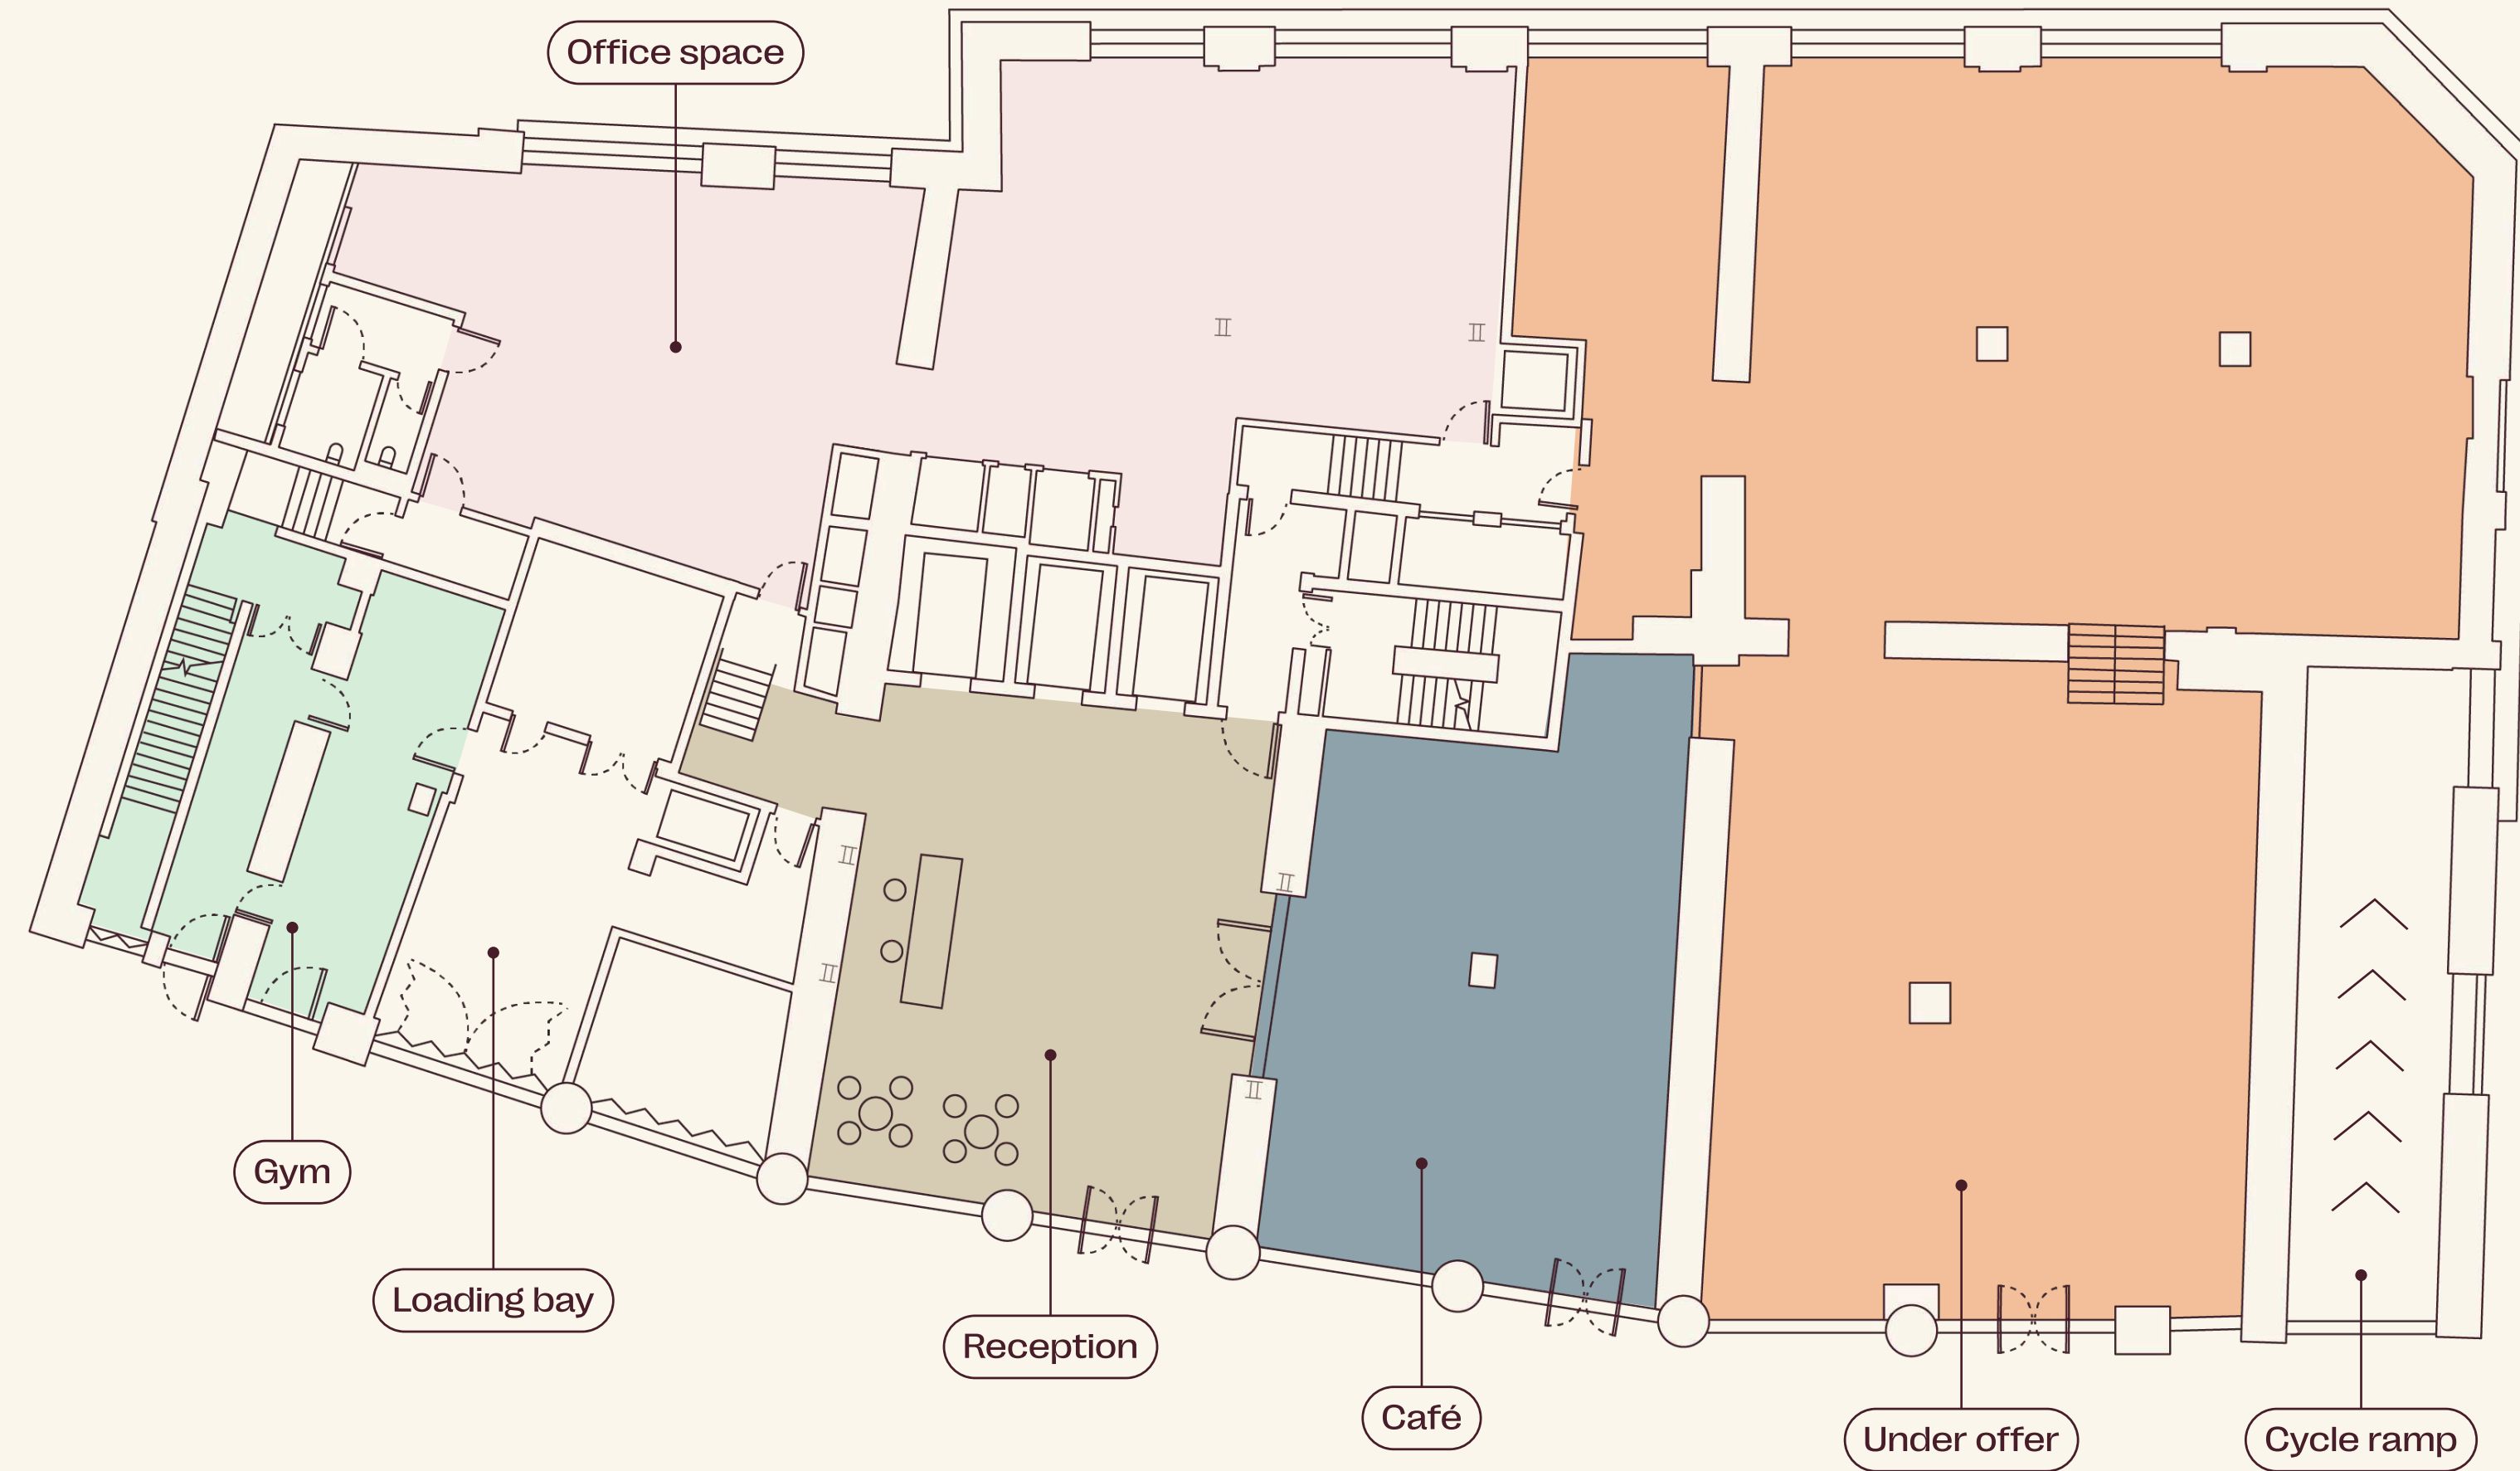 Office space
Gym
Loading bay
Reception
Café
Under offer
Cycle ramp